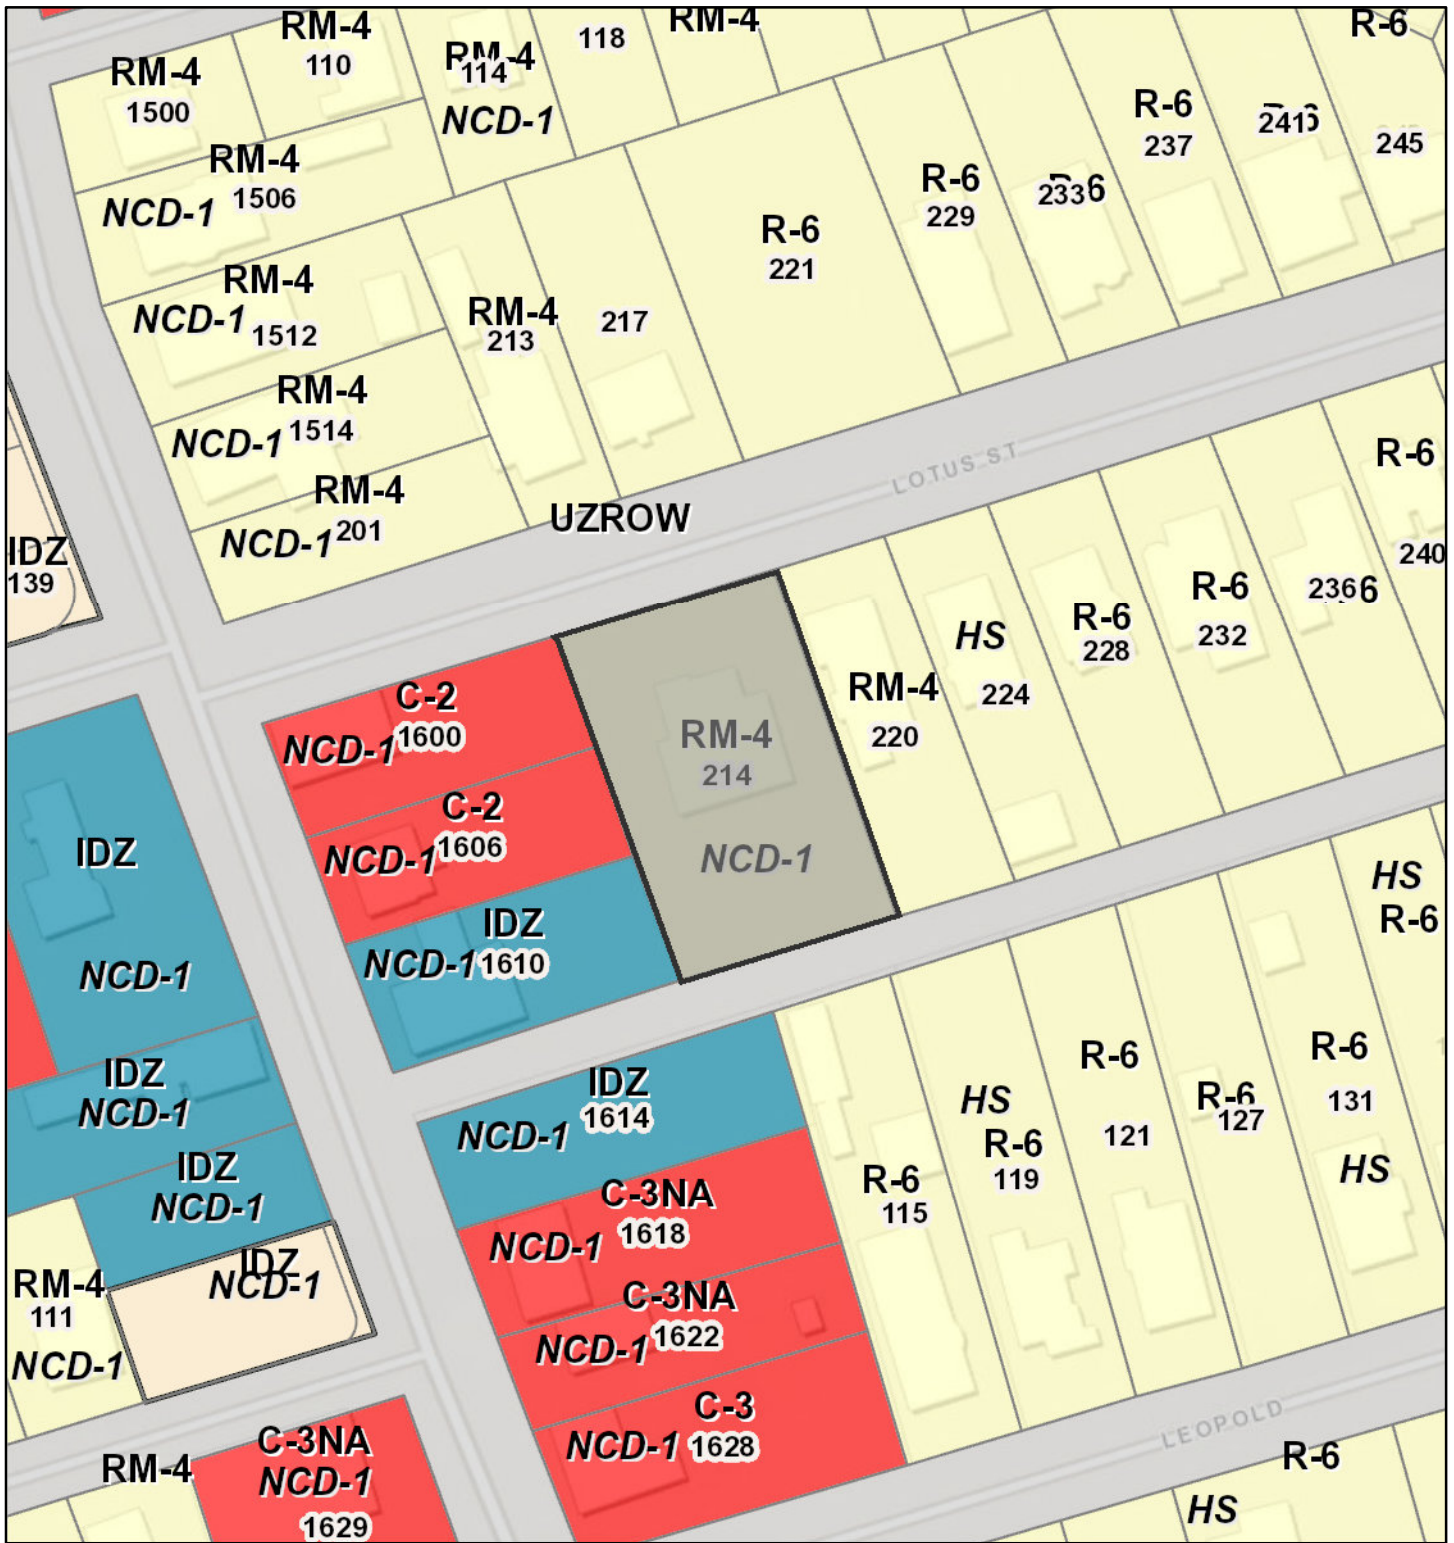 RM-4
RM-4
R-6
RM-4
110
118
RM-4
114
NCD-1
RM-4
1500
R-6
237
241
245
RM-4
1506
NCD-1
R-6
229
233
R-6
221
RM-4
NCD-1
1512
RM-4
213
217
RM-4
NCD-1
1514
LOTUS ST
R-6
RM-4
NCD-1
201
UZROW
IDZ
139
240
R-6
232
236
HS
224
R-6
228
RM-4
220
C-2
NCD-1
1600
RM-4
214
NCD-1
C-2
NCD-1
1606
IDZ
NCD-1
IDZ
NCD-1
1610
HS
R-6
IDZ
NCD-1
IDZ
NCD-1
1614
HS
R-6
119
R-6
121
R-6
127
R-6
131
HS
IDZ
NCD-1
C-3NA
NCD-1
1618
R-6
115
IDZ
NCD-1
RM-4
111
NCD-1
C-3NA
NCD-1
1622
C-3
NCD-1
1628
LEOPOLD
R-6
HS
RM-4
C-3NA
NCD-1
1629